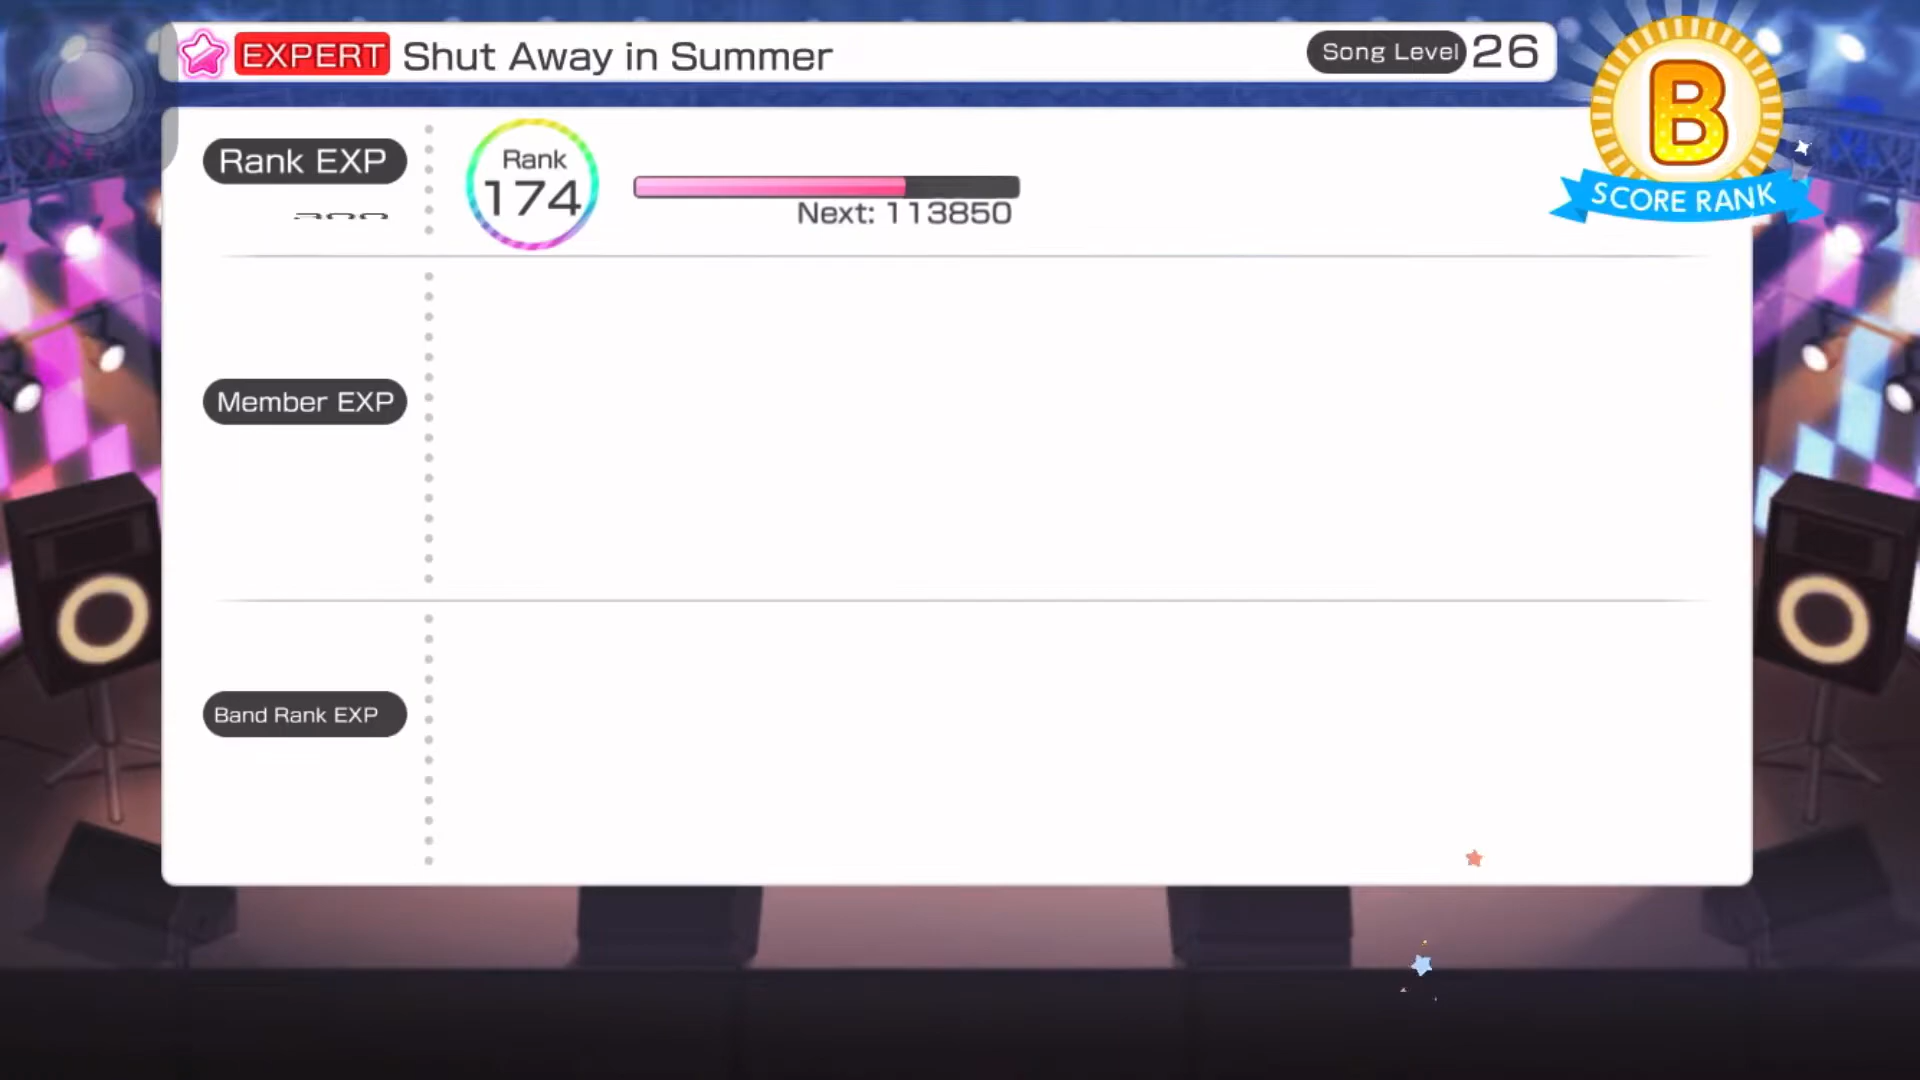 EXPERT Shut Away in Summer Song Level 26
B
SCORE RANK
Rank EXP
Rank
174
Next: 113850
Member EXP
Band Rank EXP